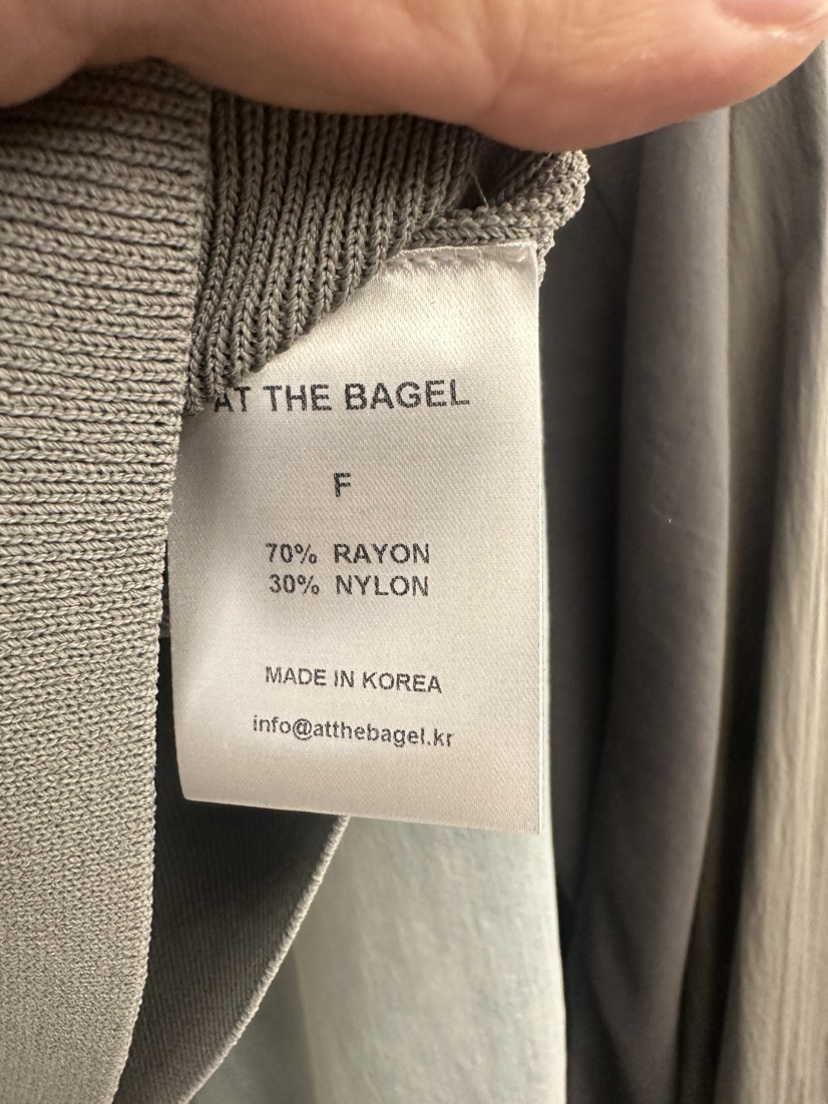 AT THE BAGEL
F
70% RAYON
30% NYLON
MADE IN KOREA
info@atthebagel.kr